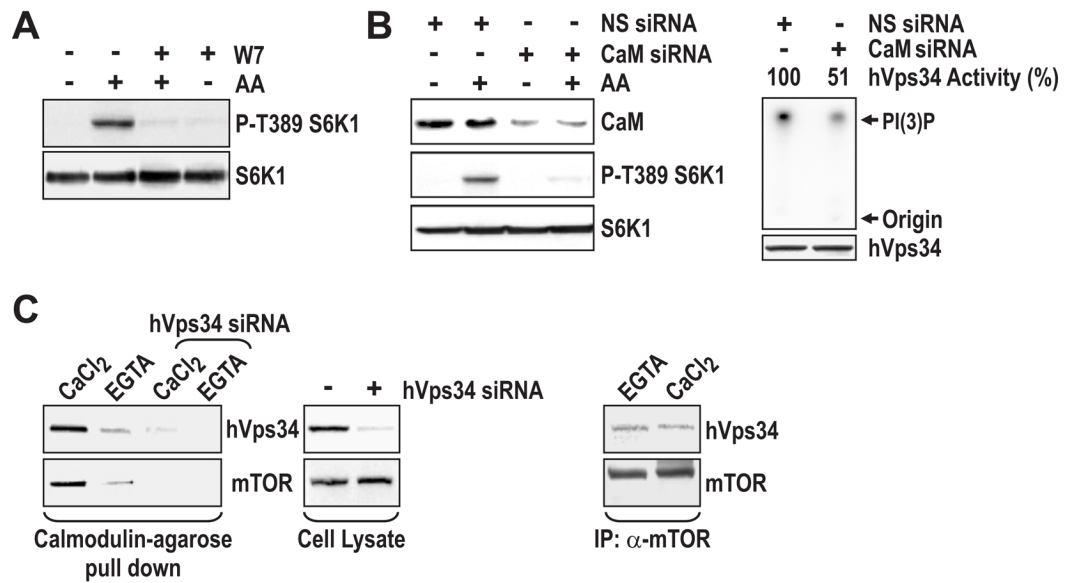 A
- - + + W7
- + + - AA
P-T389 S6K1
S6K1
B
+ + - - NS siRNA
- - + + CaM siRNA
- + - + AA
CaM
P-T389 S6K1
S6K1
+ - NS siRNA
- + CaM siRNA
100 51 hVps34 Activity (%)
PI(3)P
Origin
hVps34
C
hVps34 siRNA
CaCl2 EGTA CaCl2 EGTA
hVps34
mTOR
Calmodulin-agarose
pull down
- + hVps34 siRNA
Cell Lysate
EGTA CaCl2
hVps34
mTOR
IP: α-mTOR